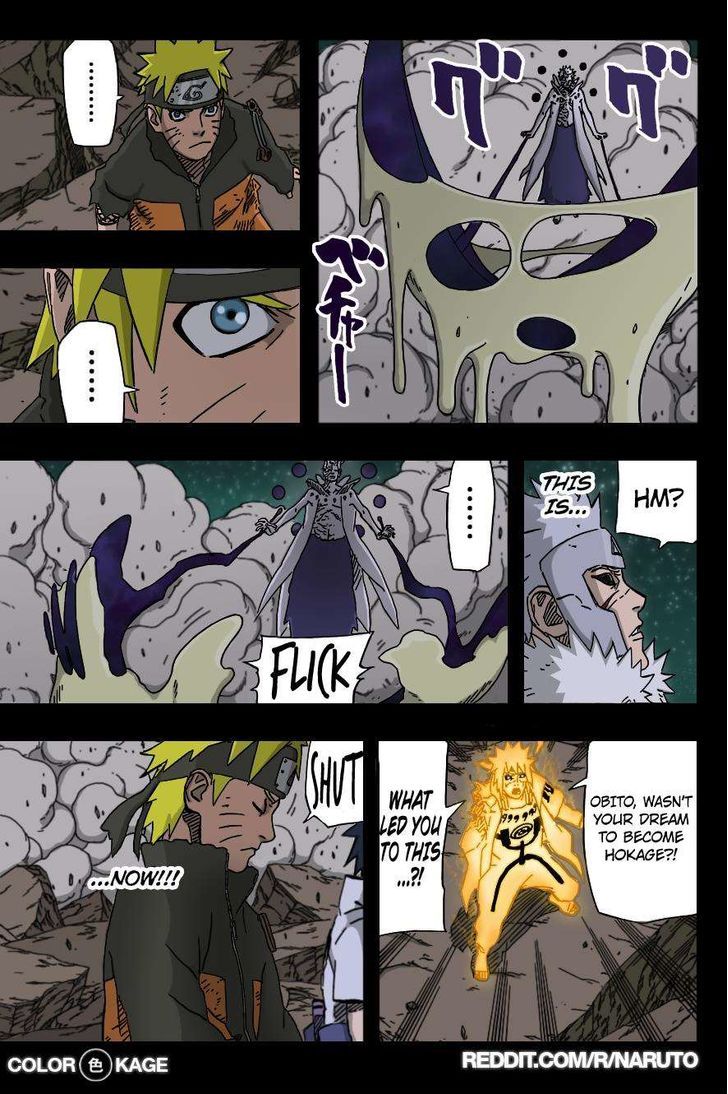 グ
グ
ベチャー
THIS
IS...
HM?
FLICK
OBITO, WASN'T
YOUR DREAM
TO BECOME
HOKAGE?!
WHAT
LED YOU
TO THIS
...?!
SHUT
...NOW!!!
COLOR 色 KAGE
REDDIT.COM/R/NARUTO